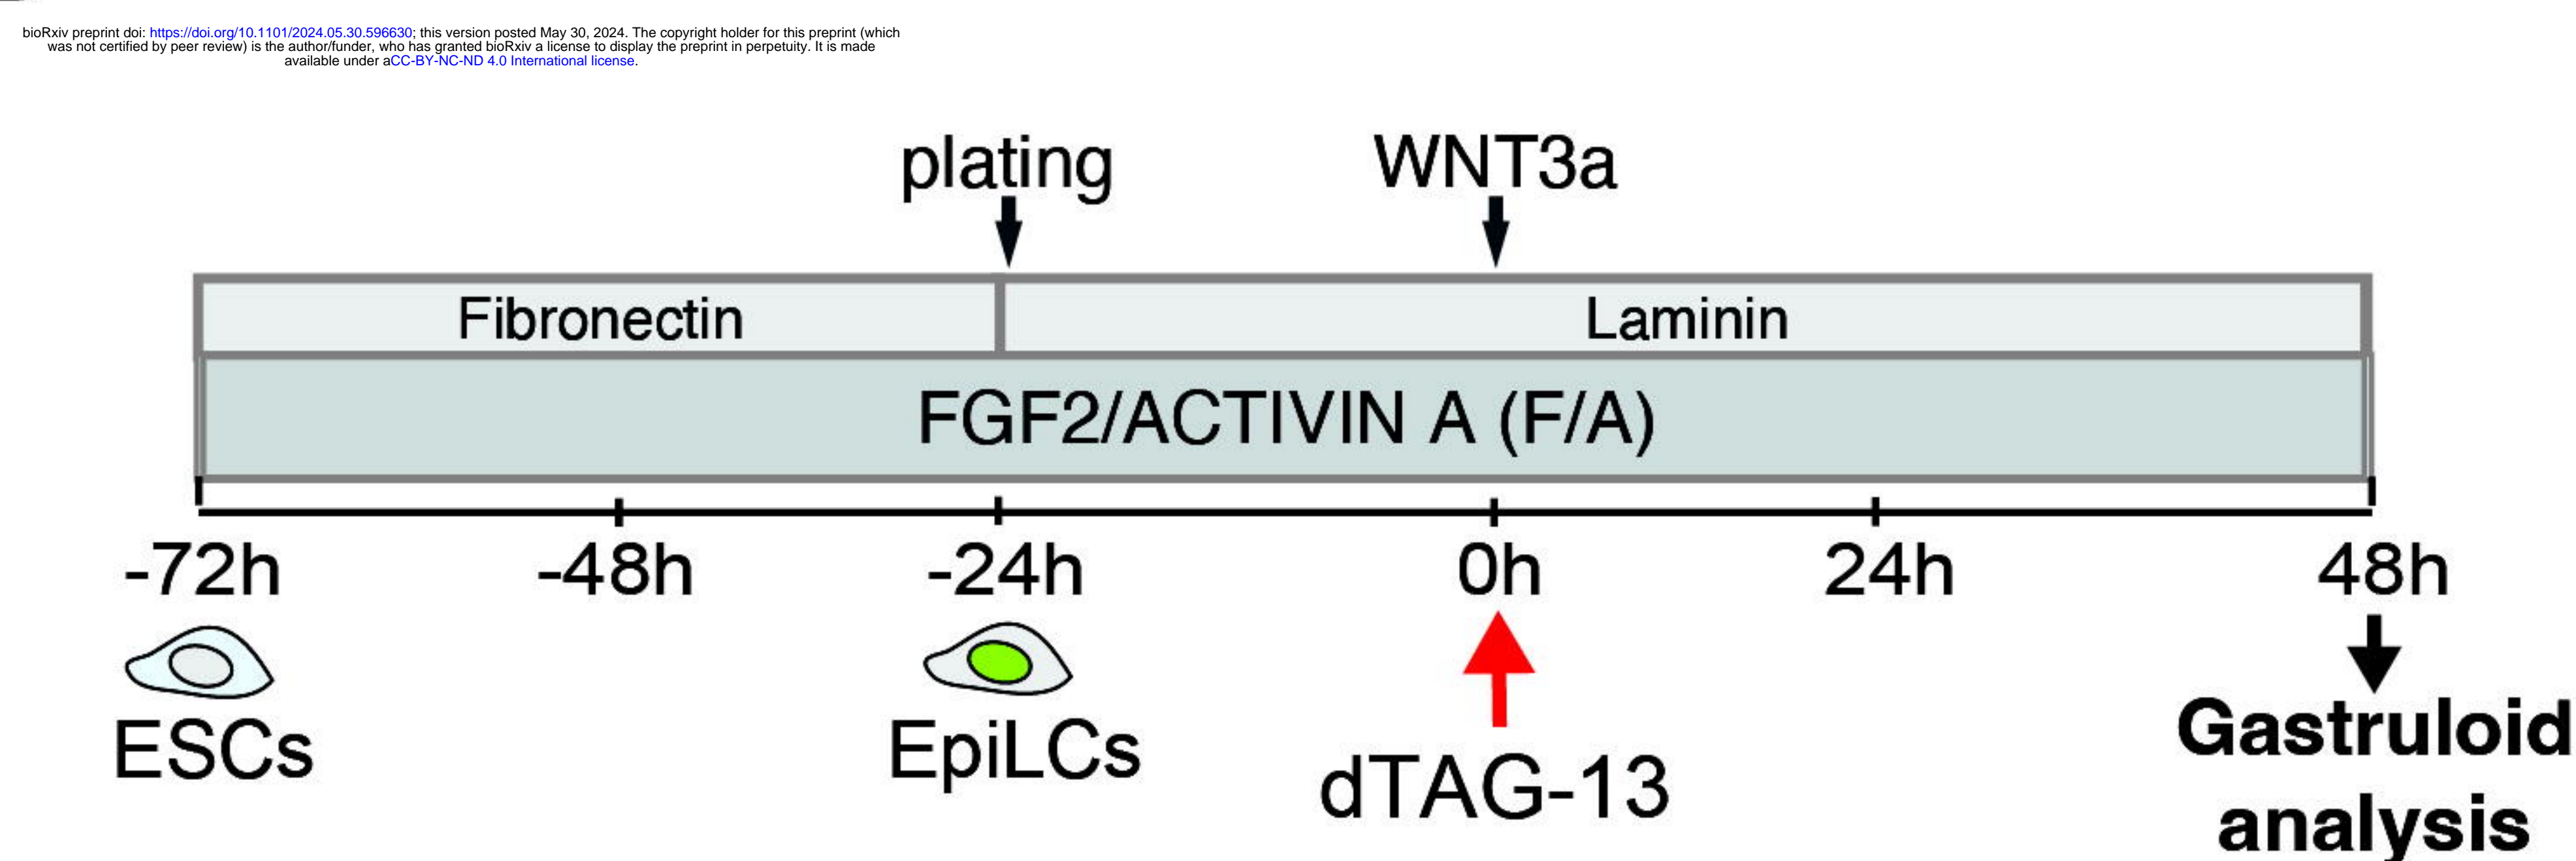 bioRxiv preprint doi: https://doi.org/10.1101/2024.05.30.596630; this version posted May 30, 2024. The copyright holder for this preprint (which
was not certified by peer review) is the author/funder, who has granted bioRxiv a license to display the preprint in perpetuity. It is made
available under aCC-BY-NC-ND 4.0 International license.
plating WNT3a
Fibronectin Laminin
FGF2/ACTIVIN A (F/A)
-72h -48h -24h 0h 24h 48h
ESCs EpiLCs dTAG-13
Gastruloid
analysis